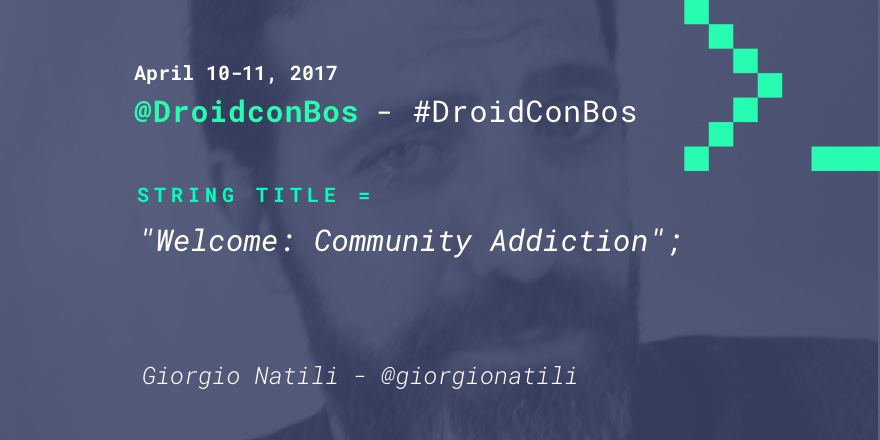 April 10-11, 2017
@DroidconBos - #DroidConBos
STRING TITLE =
"Welcome: Community Addiction";
Giorgio Natili - @giorgionatili